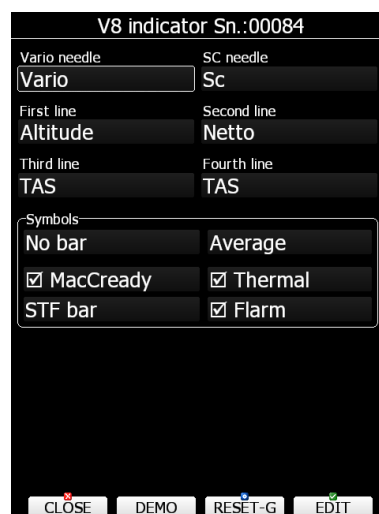 V8 indicator Sn.:00084
Vario needle SC needle
Vario Sc
First line Second line
Altitude Netto
Third line Fourth line
TAS TAS
Symbols
No bar Average
MacCready Thermal
STF bar Flarm
CLOSE DEMO RESET-G EDIT